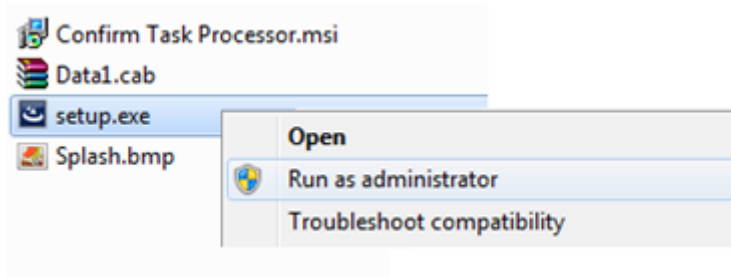 Confirm Task Processor.msi
Data1.cab
setup.exe
Open
Splash.bmp
Run as administrator
Troubleshoot compatibility